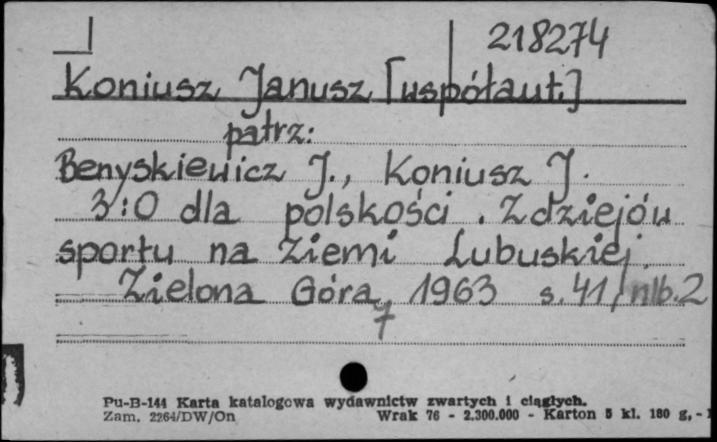 218274
Koniusz Janusz [współaut.]
patrz:
Benyskiewicz J., Koniusz J.
3:0 dla polskości. Z dziejów
sportu na Ziemi Lubuskiej.
Zielona Góra, 1963 s. 41/nlb.2
7
Pu-B-144 Karta katalogowa wydawnictw zwartych i ciągłych.
Zam. 2264/DW/On Wrak 76 - 2.300.000 - Karton 5 kl. 180 g, -